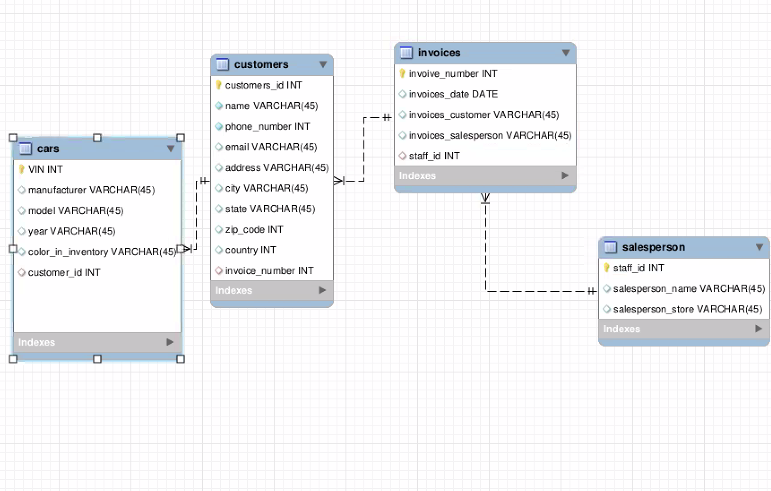 cars
VIN INT
manufacturer VARCHAR(45)
model VARCHAR(45)
year VARCHAR(45)
color_in_inventory VARCHAR(45)
customer_id INT
Indexes
customers
customers_id INT
name VARCHAR(45)
phone_number INT
email VARCHAR(45)
address VARCHAR(45)
city VARCHAR(45)
state VARCHAR(45)
zip_code INT
country INT
invoice_number INT
Indexes
invoices
invoive_number INT
invoices_date DATE
invoices_customer VARCHAR(45)
invoices_salesperson VARCHAR(45)
staff_id INT
Indexes
salesperson
staff_id INT
salesperson_name VARCHAR(45)
salesperson_store VARCHAR(45)
Indexes